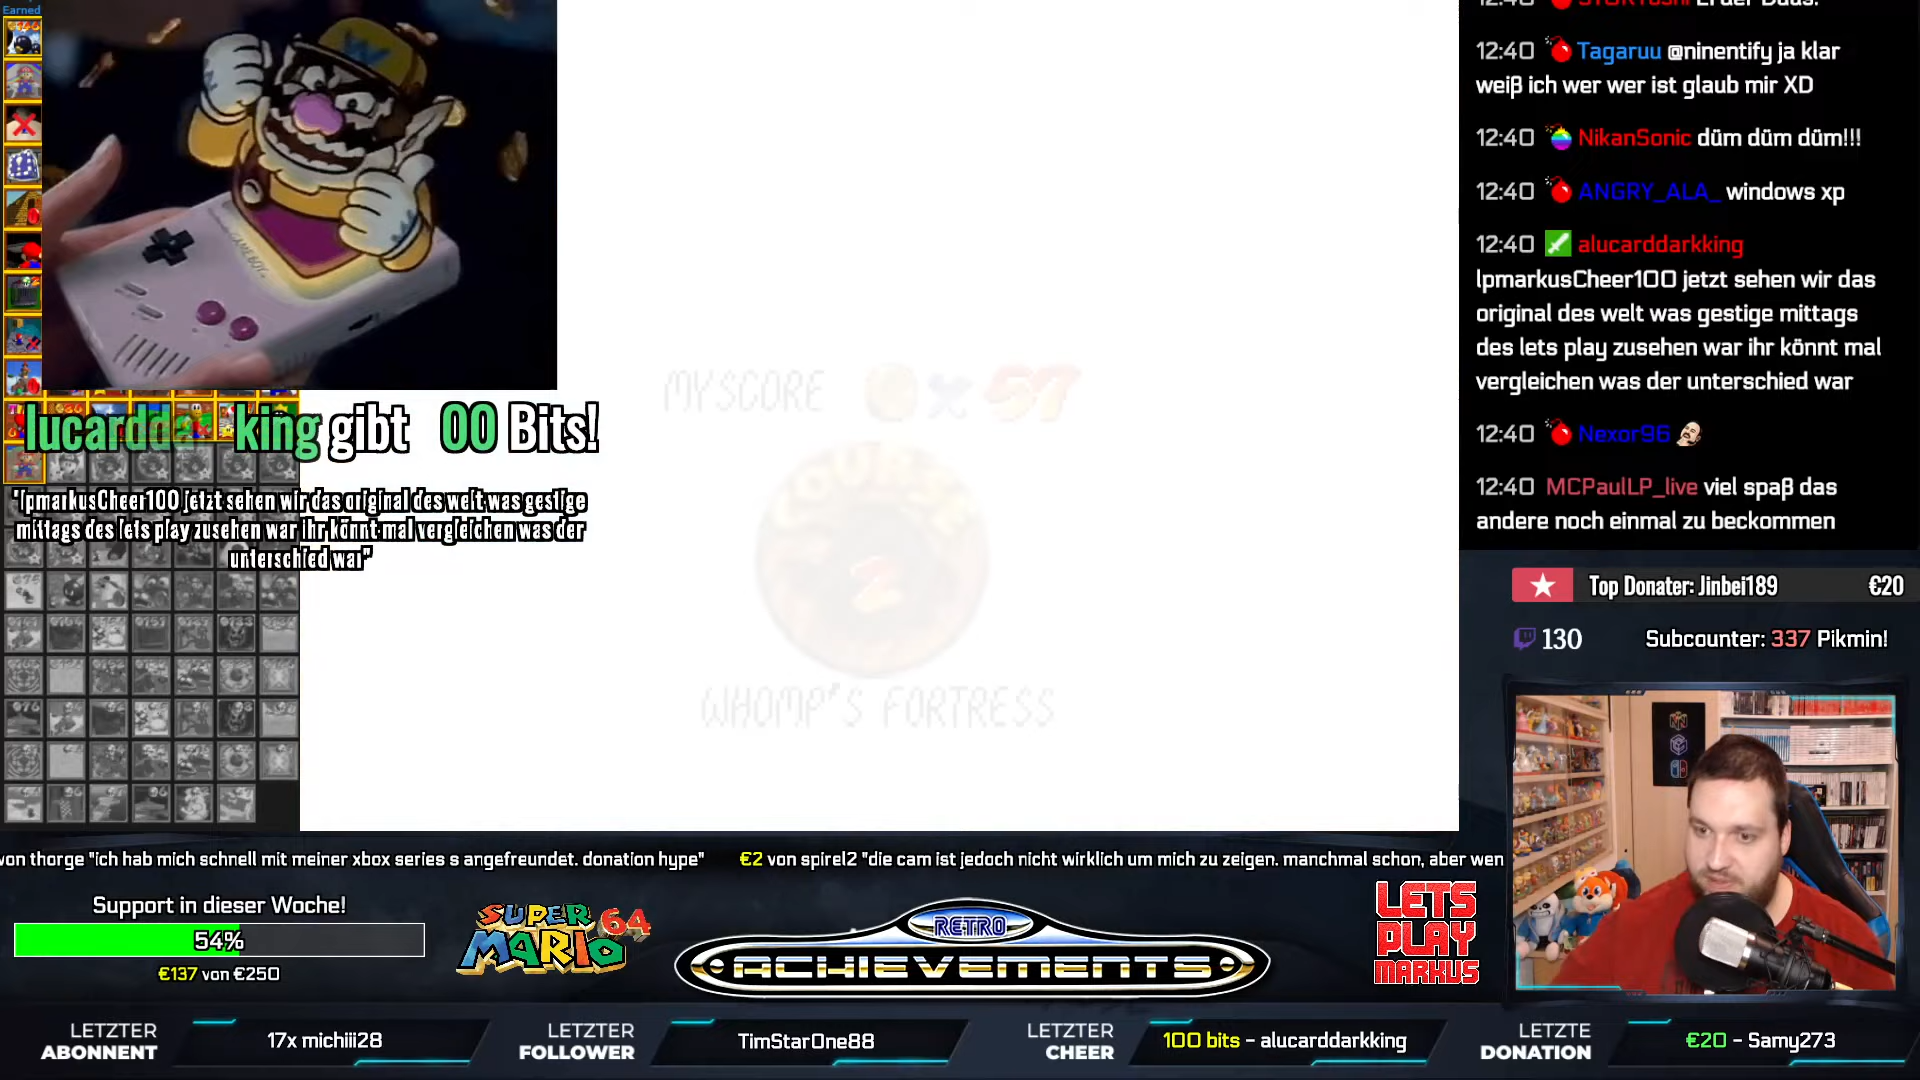 Earned
GAME BOY
lucardda king gibt 00 Bits!
"lpmarkusCheer100 jetzt sehen wir das original des welt was gestige
mittags des lets play zusehen war ihr könnt mal vergleichen was der
unterschied war"
MY SCORE x 57
COURSE
2
WHOMP'S FORTRESS
12:40 Tagaruu @ninentify ja klar
weiß ich wer wer ist glaub mir XD
12:40 NikanSonic düm düm düm!!!
12:40 ANGRY_ALA_ windows xp
12:40 alucarddarkking
lpmarkusCheer100 jetzt sehen wir das
original des welt was gestige mittags
des lets play zusehen war ihr könnt mal
vergleichen was der unterschied war
12:40 Nexor96
12:40 MCPaulLP_live viel spaß das
andere noch einmal zu beckommen
Top Donater: Jinbei189 €20
130 Subcounter: 337 Pikmin!
von thorge "ich hab mich schnell mit meiner xbox series s angefreundet. donation hype" €2 von spirel2 "die cam ist jedoch nicht wirklich um mich zu zeigen. manchmal schon, aber wen
Support in dieser Woche!
54%
€137 von €250
SUPER MARIO 64
RETRO
ACHIEVEMENTS
LETS
PLAY
MARKUS
LETZTER
ABONNENT
17x michiii28
LETZTER
FOLLOWER
TimStarOne88
LETZTER
CHEER
100 bits - alucarddarkking
LETZTE
DONATION
€20 - Samy273